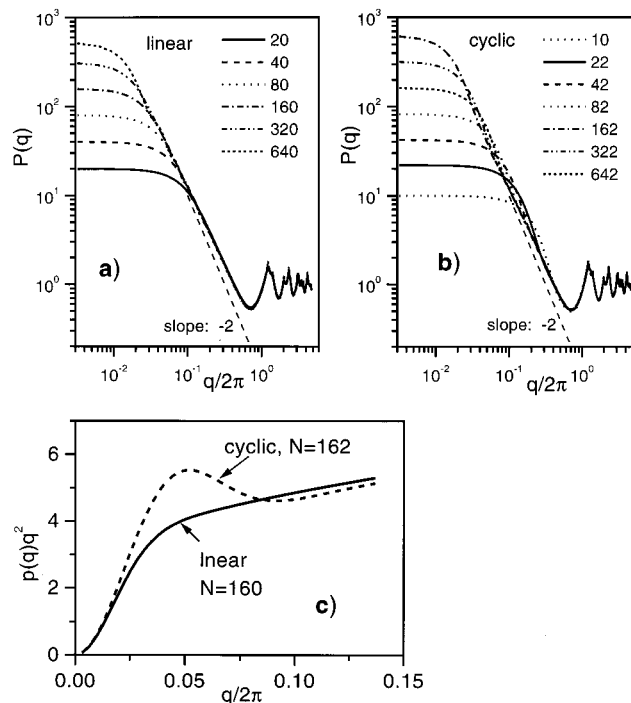 linear
20
40
80
160
320
640
10³
10²
10¹
10⁰
P(q)
a)
slope: -2
10⁻² 10⁻¹ 10⁰
q/2π
cyclic
10
22
42
82
162
322
642
10³
10²
10¹
10⁰
P(q)
b)
slope: -2
10⁻² 10⁻¹ 10⁰
q/2π
6
4
2
0
p(q)q²
cyclic, N=162
lnear
N=160
c)
0.00 0.05 0.10 0.15
q/2π